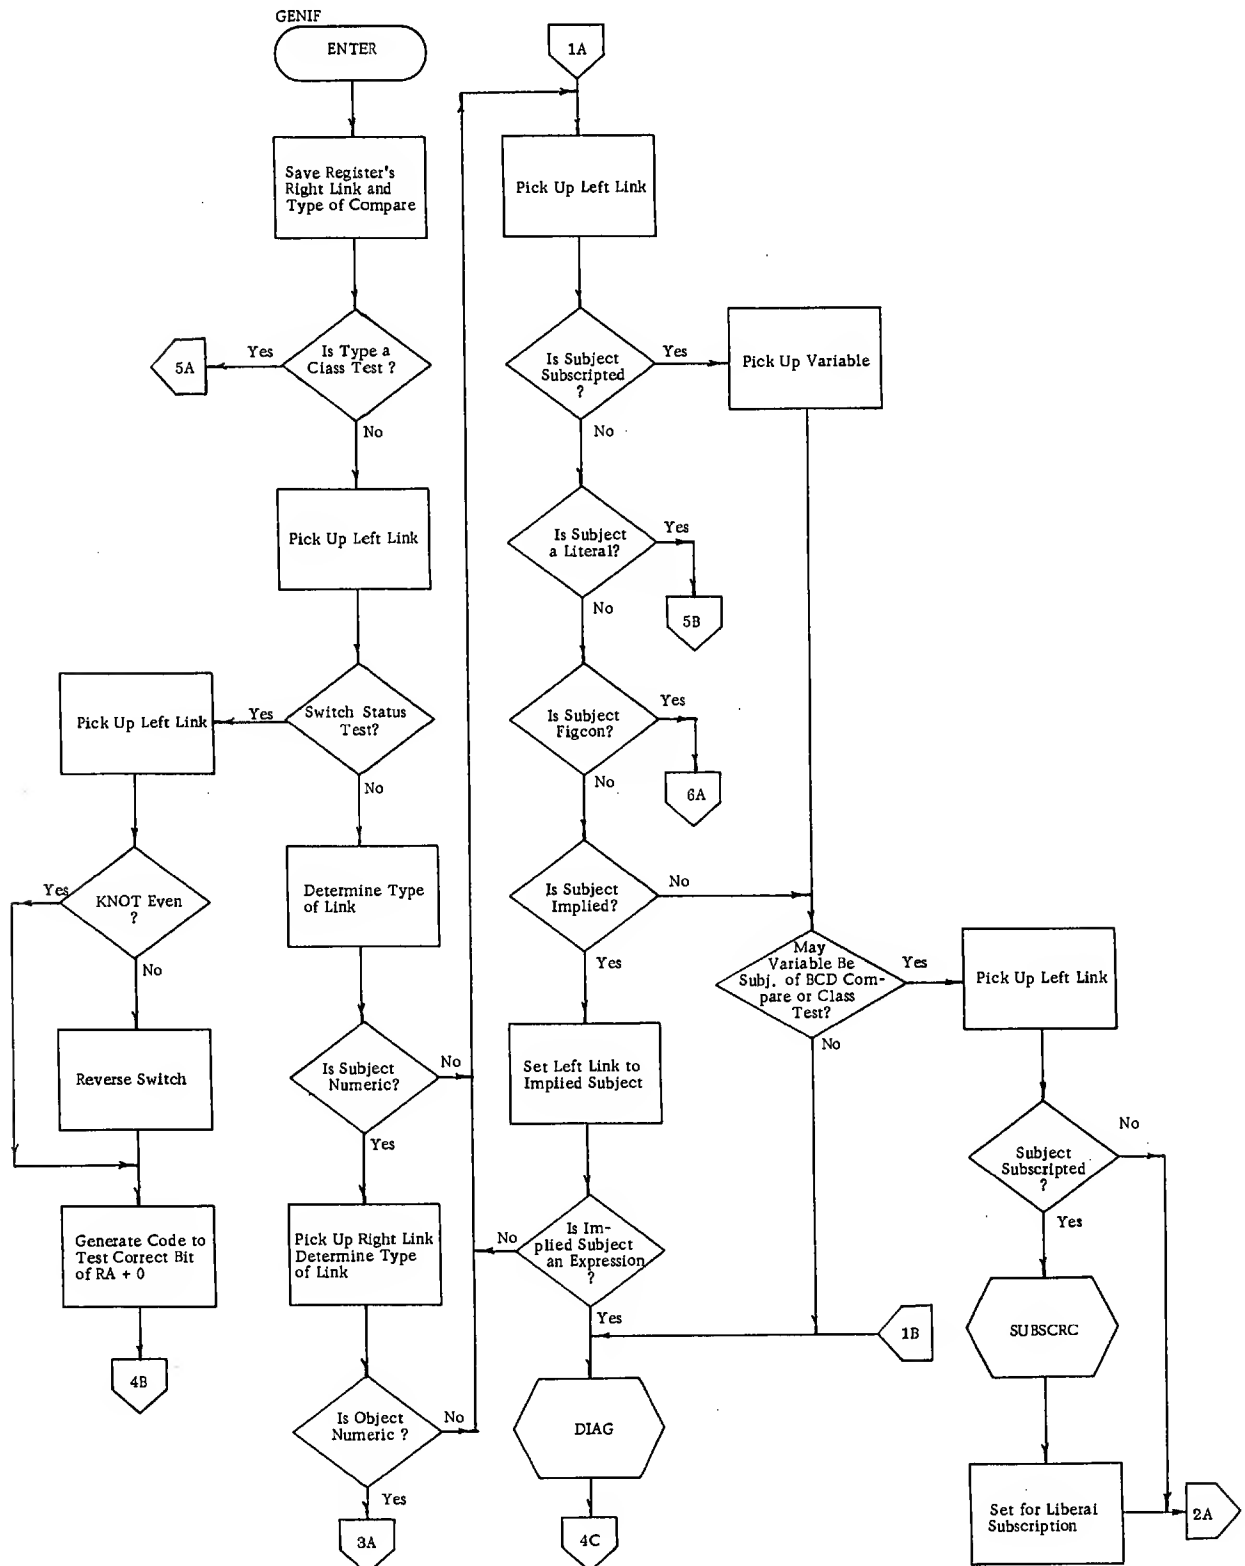 GENIF
ENTER
Save Register's
Right Link and
Type of Compare
Is Type a
Class Test ?
Yes
5A
No
Pick Up Left Link
Switch Status
Test?
Yes
Pick Up Left Link
KNOT Even
?
Yes
No
Reverse Switch
Generate Code to
Test Correct Bit
of RA + 0
4B
No
Determine Type
of Link
Is Subject
Numeric?
No
Yes
Pick Up Right Link
Determine Type
of Link
Is Object
Numeric ?
No
Yes
3A
1A
Pick Up Left Link
Is Subject
Subscripted
?
Yes
Pick Up Variable
No
Is Subject
a Literal?
Yes
5B
No
Is Subject
Figcon?
Yes
6A
No
Is Subject
Implied?
No
Yes
Set Left Link to
Implied Subject
Is Im-
plied Subject
an Expression
?
No
Yes
DIAG
4C
May
Variable Be
Subj. of BCD Com-
pare or Class
Test?
Yes
No
1B
Pick Up Left Link
Subject
Subscripted
?
No
Yes
SUBSCRC
Set for Liberal
Subscription
2A